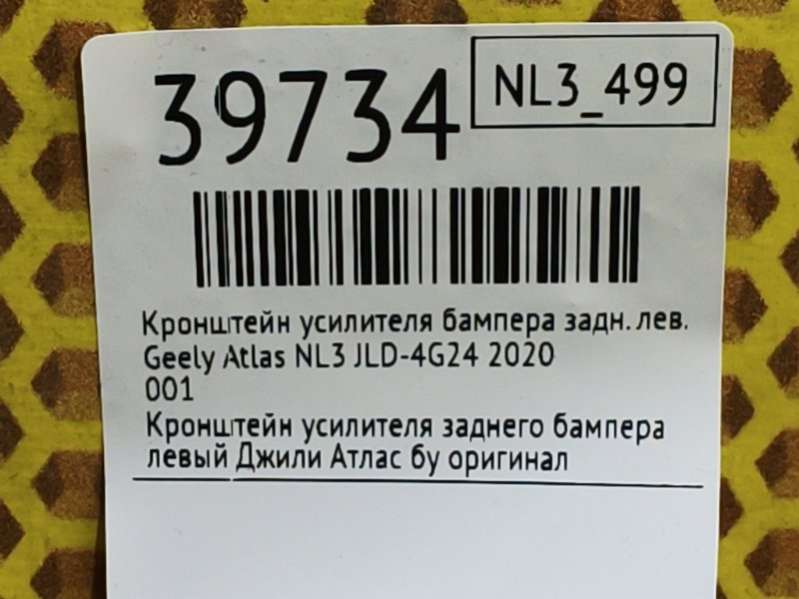 39734
NL3_499
Кронштейн усилителя бампера задн. лев.
Geely Atlas NL3 JLD-4G24 2020
001
Кронштейн усилителя заднего бампера
левый Джили Атлас бу оригинал